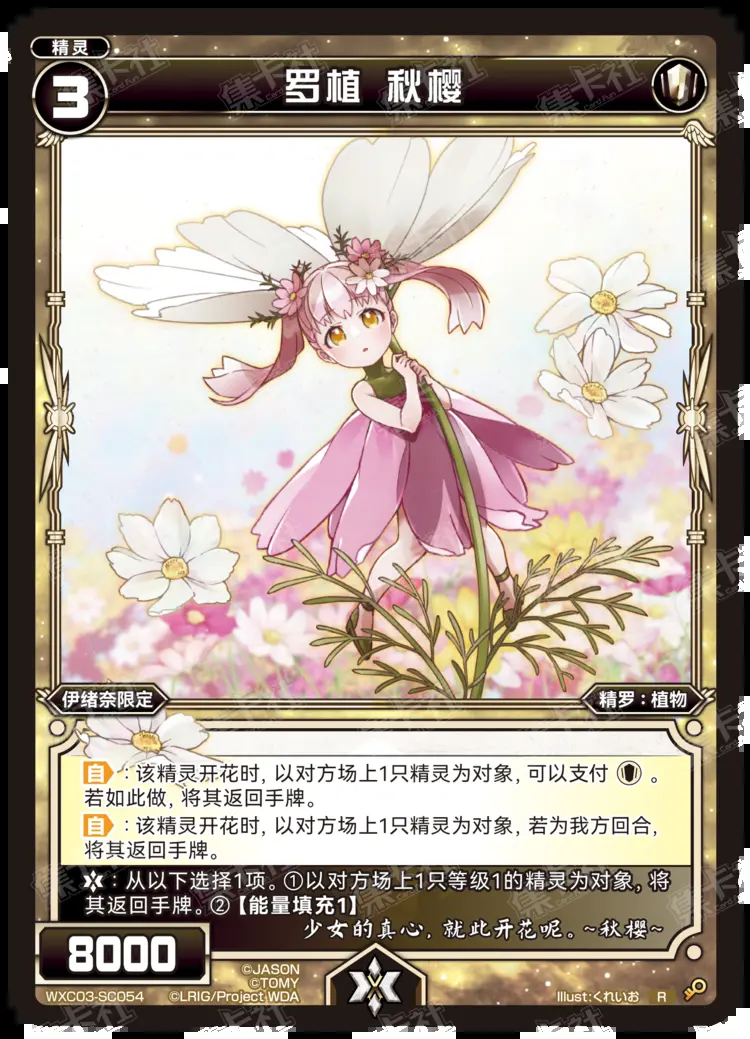 精灵
3
罗植 秋樱
伊绪奈限定
精罗：植物
自：该精灵开花时，以对方场上1只精灵为对象，可以支付 。
若如此做，将其返回手牌。
自：该精灵开花时，以对方场上1只精灵为对象，若为我方回合，
将其返回手牌。
：从以下选择1项。①以对方场上1只等级1的精灵为对象，将
其返回手牌。②【能量填充1】
少女的真心，就此开花呢。~秋樱~
8000
©JASON
©TOMY
WXC03-SC054 ©LRIG/Project WDA
Illust:くれいお R
集卡社
Card Fun